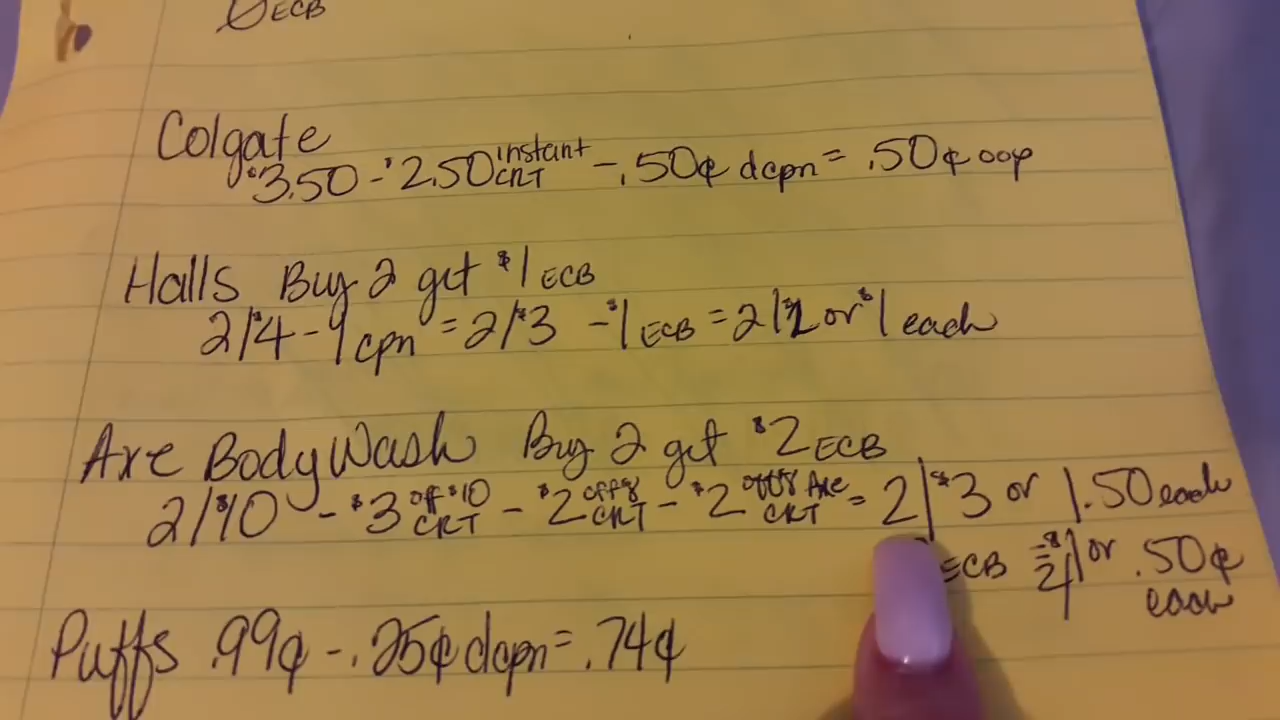 ECB
Colgate
$3.50 - $2.50 instant CRT - .50¢ dcpn = .50¢ oop
Halls Buy 2 get $1 ECB
2/$4 - 1 cpn = 2/$3 - $1 ECB = 2/$2 or $1 each
Axe Body Wash Buy 2 get $2 ECB
2/$10 - $3 off $10 CRT - $2 off 8 CRT - $2 off 8 Axe CRT = 2/$3 or 1.50 each
ECB = 2/$1 or .50¢
each
Puffs .99¢ - .25¢ dcpn = .74¢